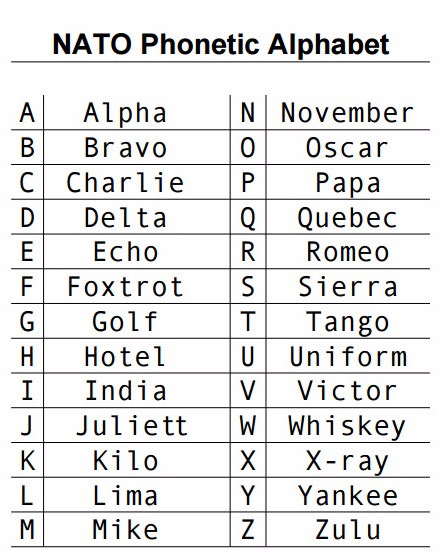 NATO Phonetic Alphabet
A Alpha N November
B Bravo O Oscar
C Charlie P Papa
D Delta Q Quebec
E Echo R Romeo
F Foxtrot S Sierra
G Golf T Tango
H Hotel U Uniform
I India V Victor
J Juliett W Whiskey
K Kilo X X-ray
L Lima Y Yankee
M Mike Z Zulu